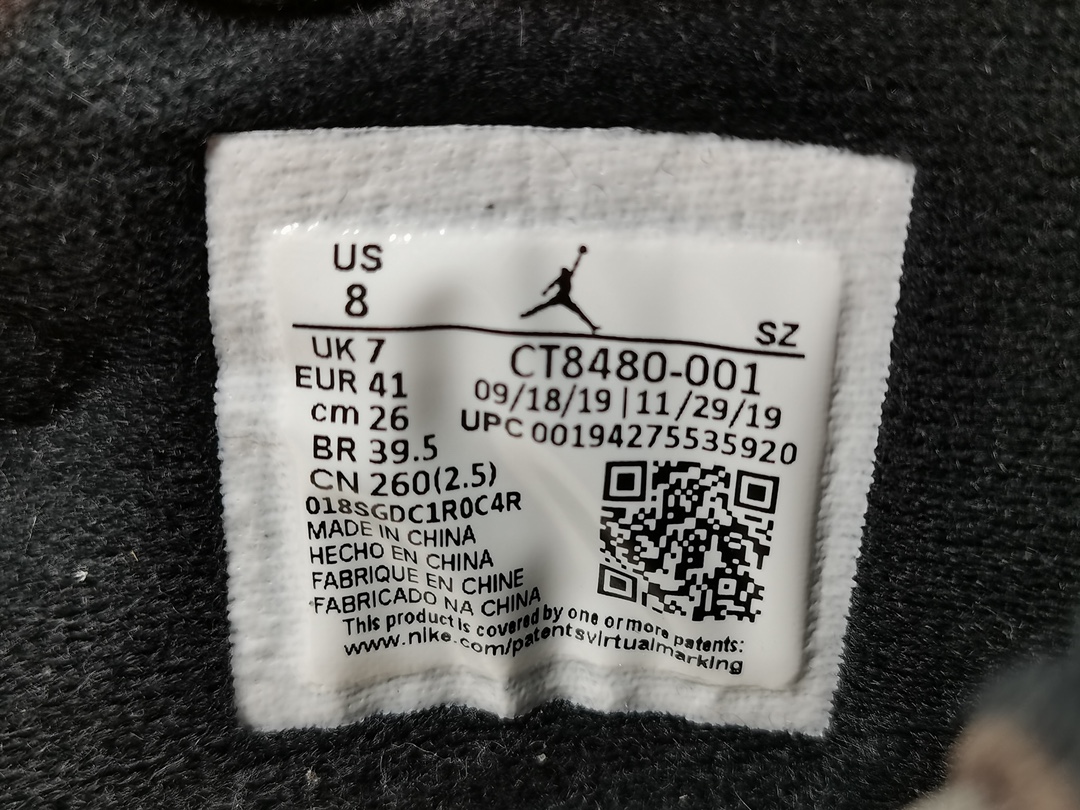 US
8
SZ
UK 7
EUR 41
cm 26
BR 39.5
CN 260(2.5)
018SGDC1R0C4R
MADE IN CHINA
HECHO EN CHINA
FABRIQUE EN CHINE
FABRICADO NA CHINA
CT8480-001
09/18/19 | 11/29/19
UPC 00194275535920
This product is covered by one or more patents:
www.nike.com/patentsvirtualmarking